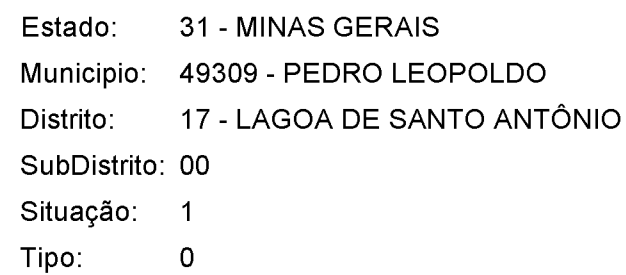 Estado: 31 - MINAS GERAIS
Municipio: 49309 - PEDRO LEOPOLDO
Distrito: 17 - LAGOA DE SANTO ANTÔNIO
SubDistrito: 00
Situação: 1
Tipo: 0